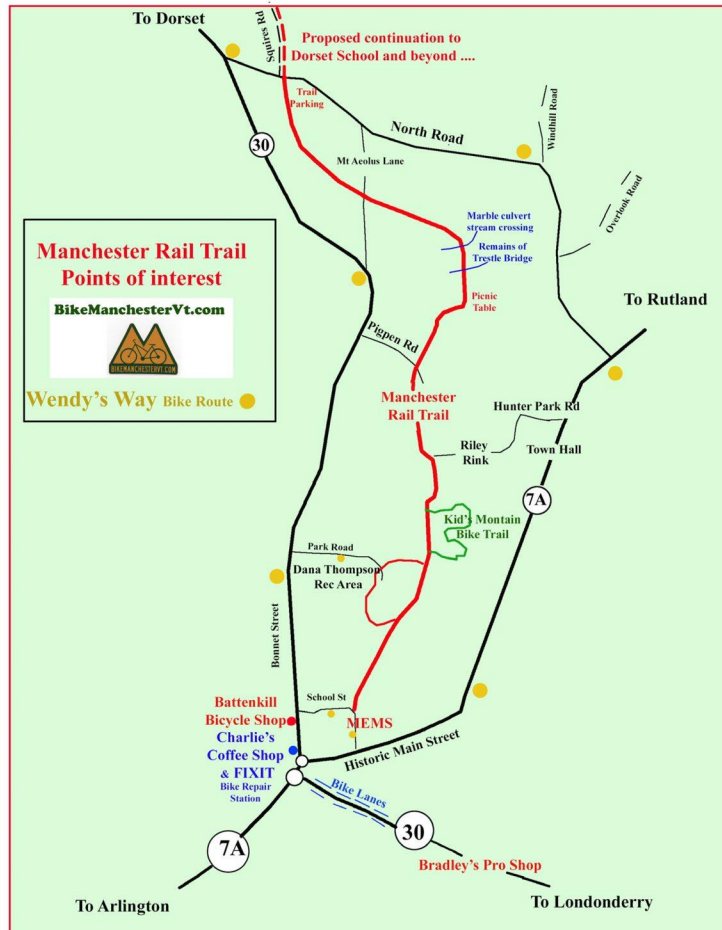 To Dorset
Squires Rd
Proposed continuation to
Dorset School and beyond ....
Trail
Parking
30
North Road
Windhill Road
Mt Aeolus Lane
Overlook Road
Marble culvert
stream crossing
Remains of
Trestle Bridge
Manchester Rail Trail
Points of interest
BikeManchesterVt.com
BIKEMANCHESTERVT.COM
Wendy's Way Bike Route
Picnic
Table
To Rutland
Pigpen Rd
Manchester
Rail Trail
Hunter Park Rd
Riley
Rink
Town Hall
7A
Kid's Montain
Bike Trail
Park Road
Dana Thompson
Rec Area
Bonnet Street
School St
Battenkill
Bicycle Shop
MEMS
Charlie's
Coffee Shop
& FIXIT
Bike Repair
Station
Historic Main Street
Bike Lanes
7A
30
Bradley's Pro Shop
To Arlington
To Londonderry